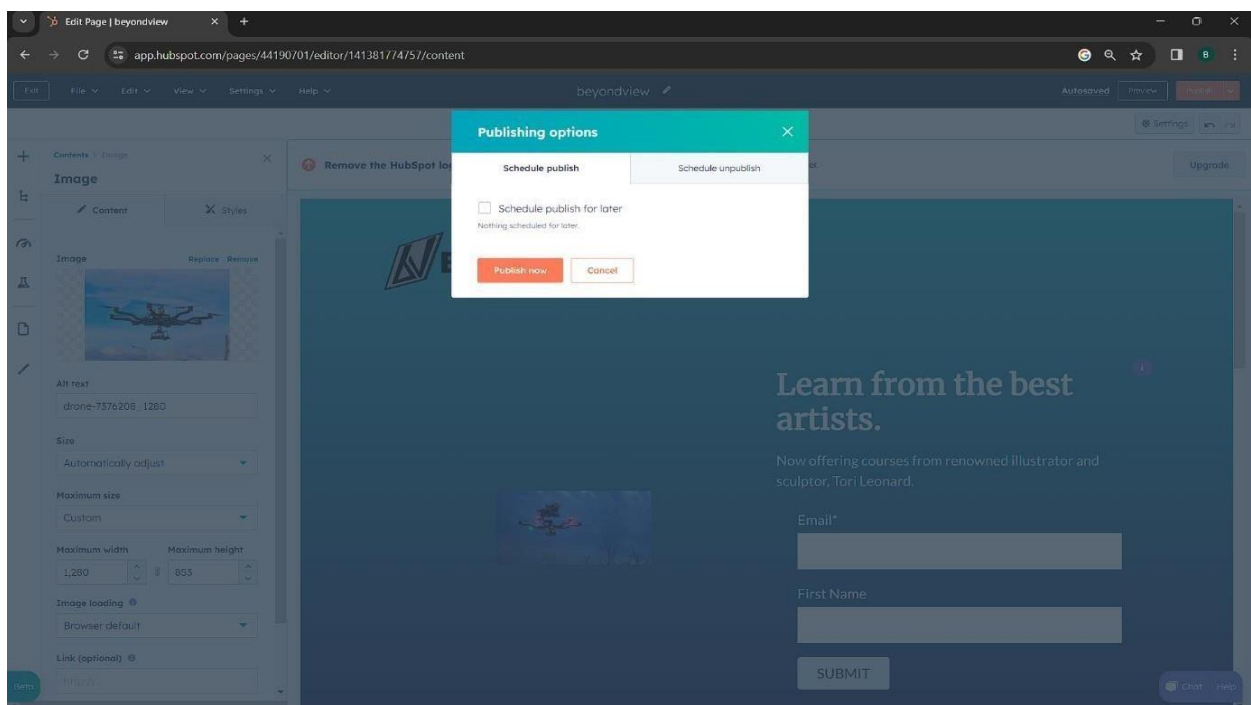 Edit Page | beyondview
app.hubspot.com/pages/44190701/editor/141381774757/content
B
Exit File Edit View Settings Help
beyondview
Autosaved Preview Publish
Settings
Contents Image
Image
Content Styles
Image Replace Remove
Alt text
drone-7376208_1280
Size
Automatically adjust
Maximum size
Custom
Maximum width Maximum height
1,280 853
Image loading
Browser default
Link (optional)
Beta
Remove the HubSpot
Upgrade
Publishing options
Schedule publish Schedule unpublish
Schedule publish for later
Nothing scheduled for later.
Publish now Cancel
Learn from the best
artists.
Now offering courses from renowned illustrator and
sculptor, Tori Leonard.
Email*
First Name
SUBMIT
Chat Help